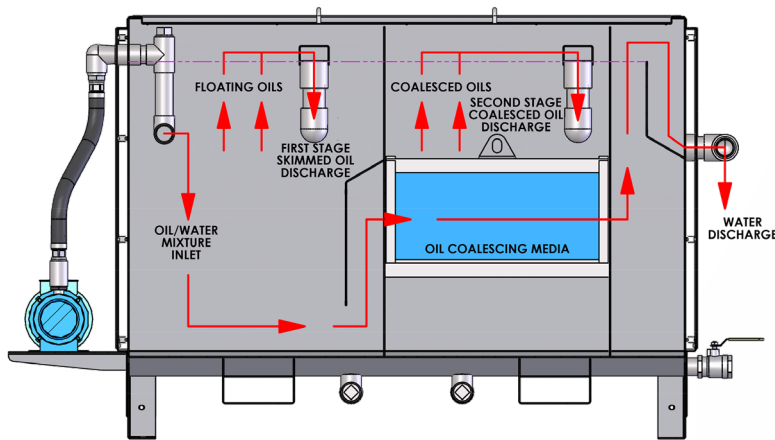 FLOATING OILS
COALESCED OILS
SECOND STAGE
COALESCED OIL
DISCHARGE
FIRST STAGE
SKIMMED OIL
DISCHARGE
OIL/WATER
MIXTURE
INLET
OIL COALESCING MEDIA
WATER
DISCHARGE